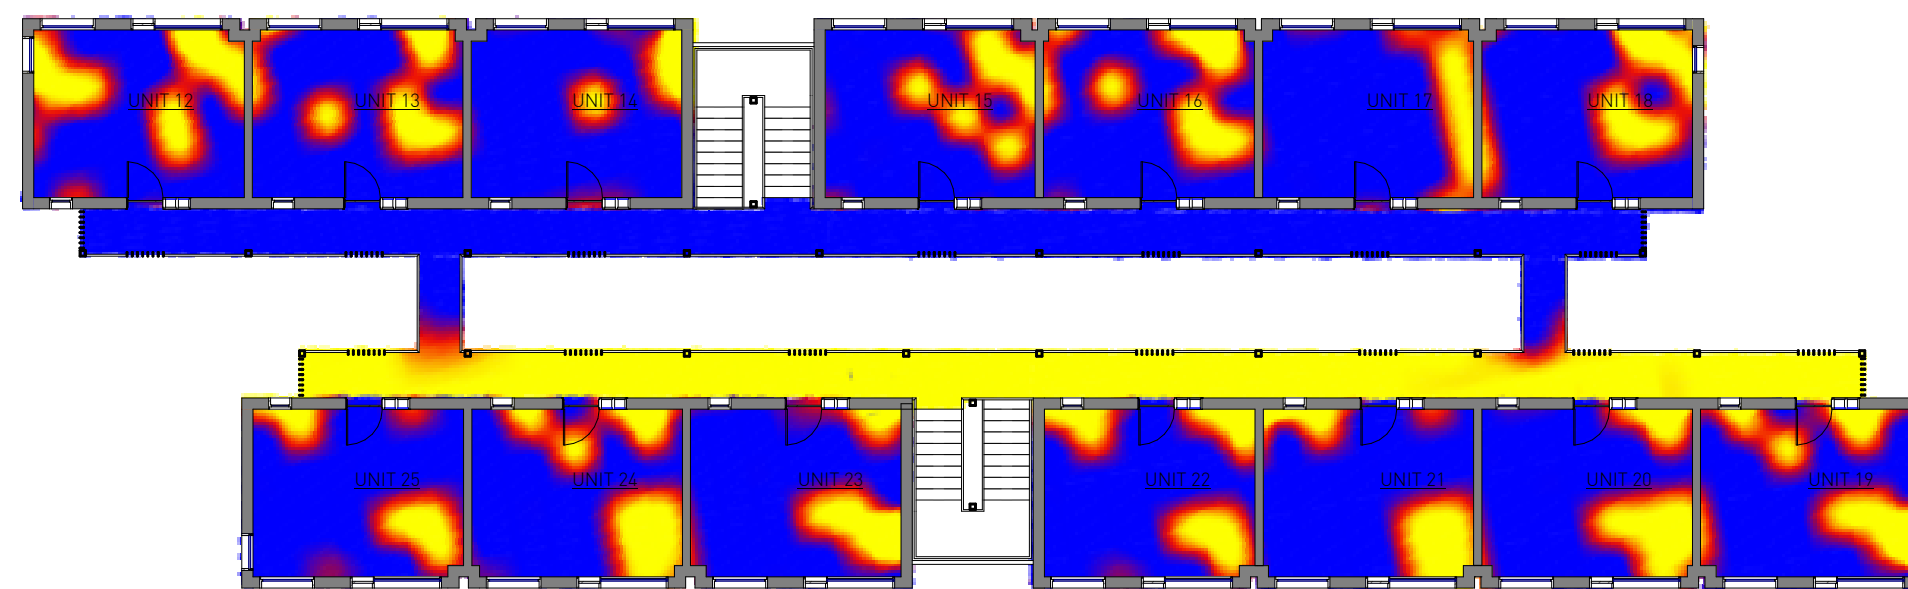 UNIT 12
UNIT 13
UNIT 14
UNIT 15
UNIT 16
UNIT 17
UNIT 18
UNIT 25
UNIT 24
UNIT 23
UNIT 22
UNIT 21
UNIT 20
UNIT 19